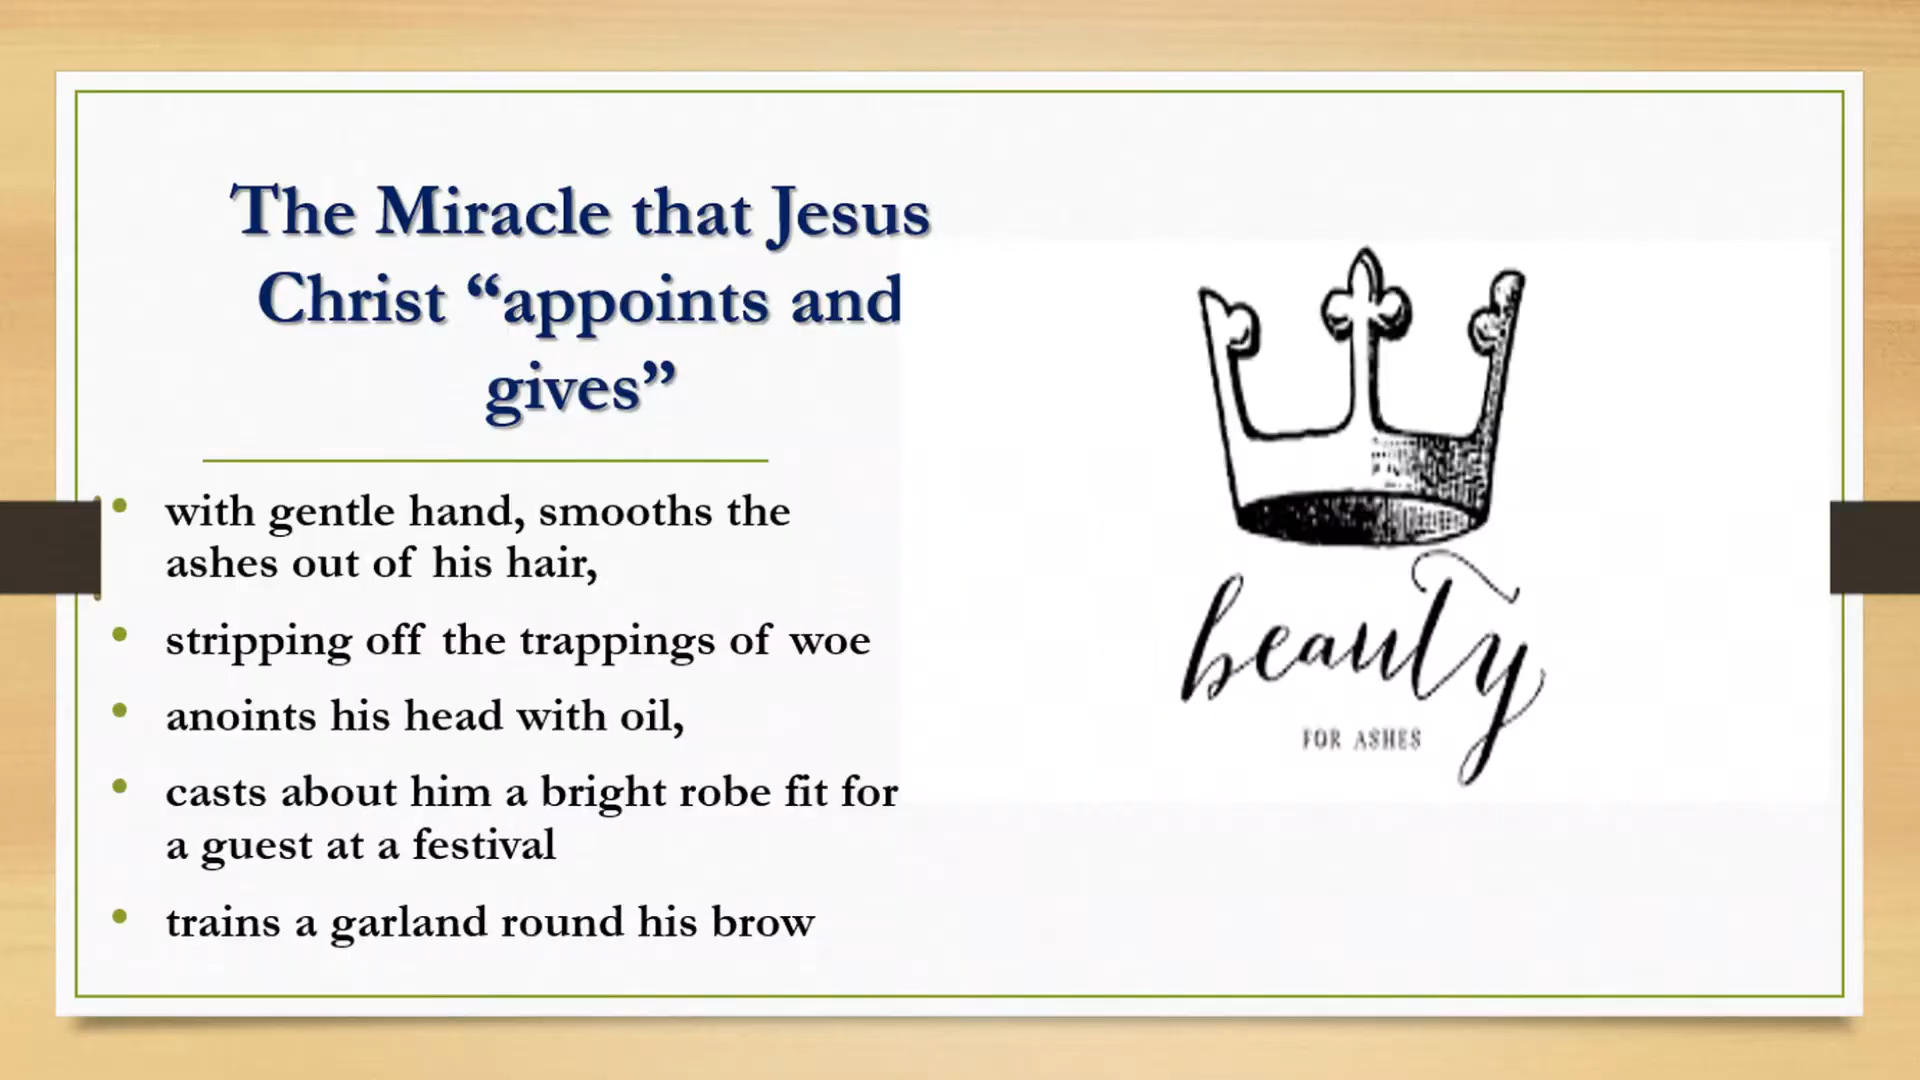 The Miracle that Jesus
Christ “appoints and
gives”
• with gentle hand, smooths the
ashes out of his hair,
• stripping off the trappings of woe
• anoints his head with oil,
• casts about him a bright robe fit for
a guest at a festival
• trains a garland round his brow
beauty
FOR ASHES